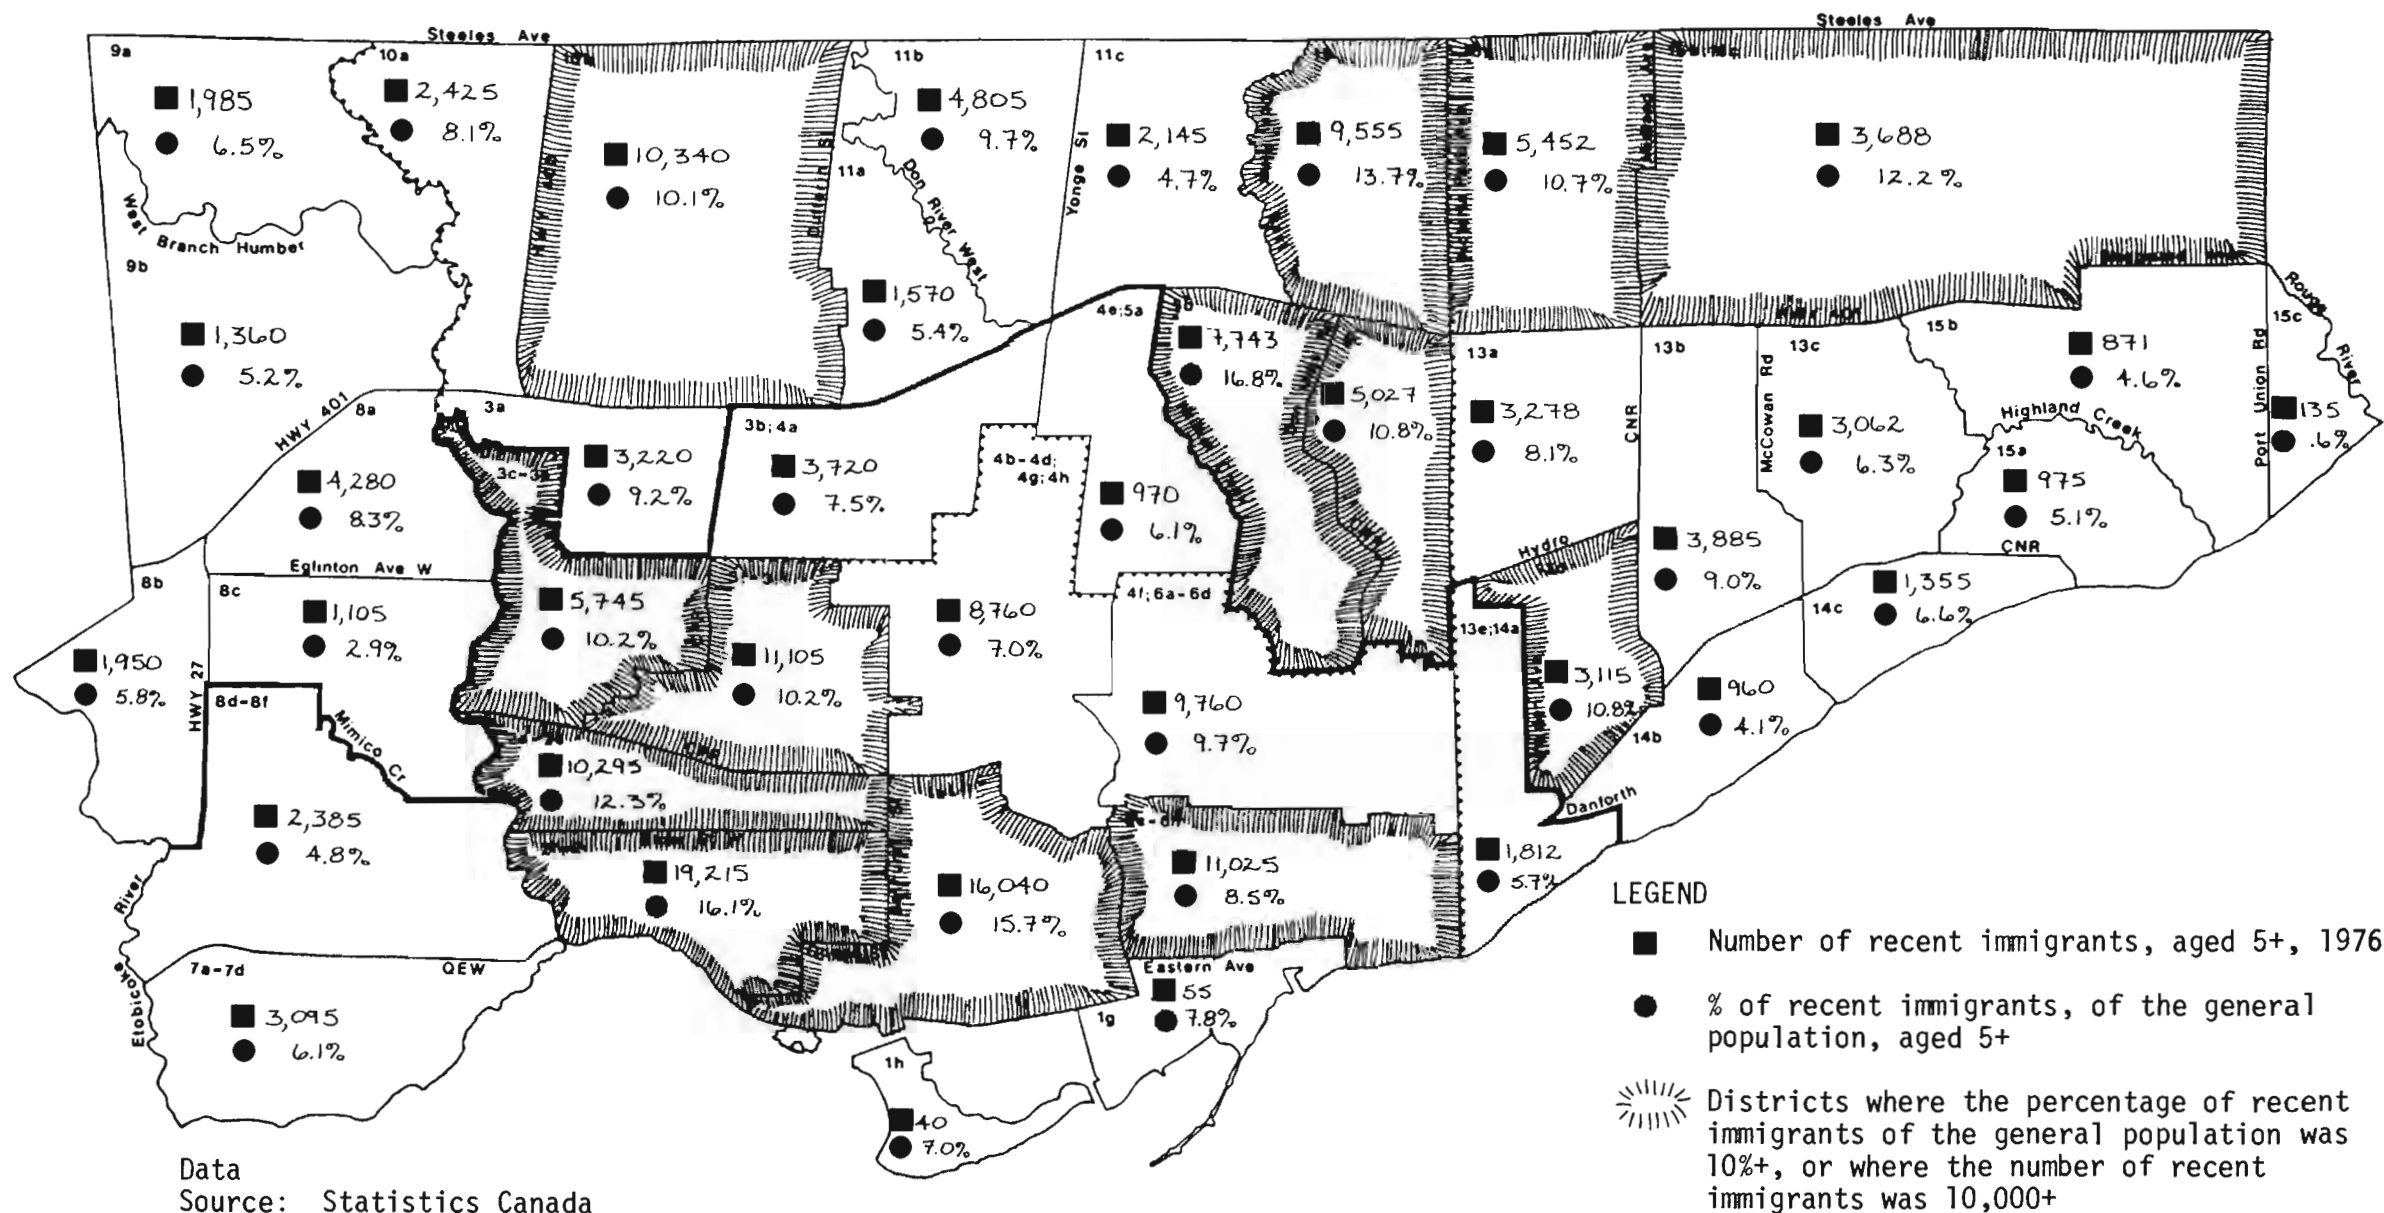 Steeles Ave
Steeles Ave
9a
10a
11b
11c
1,985
6.5%
2,425
8.1%
10,340
10.1%
4,805
9.7%
2,145
4.7%
9,555
13.7%
5,452
10.7%
3,688
12.2%
HWY 400
Dufferin St
11a
Don River West
Yonge St
West Branch Humber
9b
1,360
5.2%
1,570
5.4%
4e;5a
7,743
16.8%
5,027
10.8%
13a
3,278
8.1%
CNR
13b
McCowan Rd
13c
3,062
6.3%
15b
871
4.6%
Highland Creek
15a
975
5.1%
CNR
Port Union Rd
15c
Rouge River
135
.6%
HWY 401
HWY 401
8a
3a
4,280
8.3%
3,220
9.2%
3b;4a
3,720
7.5%
4b-4d;
4g;4h
970
6.1%
Eglinton Ave W
8b
8c
1,105
2.9%
5,745
10.2%
11,105
10.2%
8,760
7.0%
4f;6a-6d
9,760
9.7%
Hydro
13e;14a
3,115
10.8%
3,885
9.0%
14c
1,355
6.6%
960
4.1%
14b
Danforth
1,950
5.8%
HWY 27
8d-8f
Mimico Cr
2,385
4.8%
CNR
10,295
12.3%
19,215
16.1%
16,040
15.7%
11,025
8.5%
1,812
5.7%
Etobicoke River
7a-7d
QEW
3,095
6.1%
Eastern Ave
55
7.8%
1g
1h
40
7.0%
LEGEND
Number of recent immigrants, aged 5+, 1976
% of recent immigrants, of the general
population, aged 5+
Districts where the percentage of recent
immigrants of the general population was
10%+, or where the number of recent
immigrants was 10,000+
Data
Source: Statistics Canada